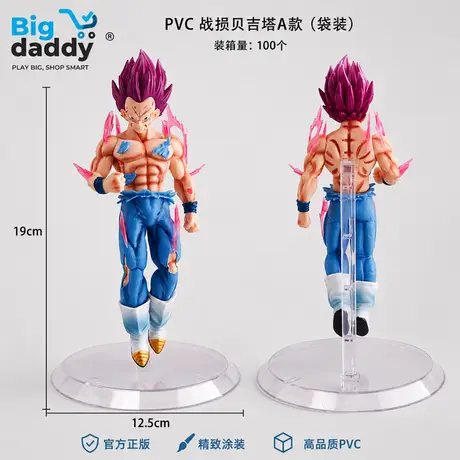 Big
daddy
PLAY BIG, SHOP SMART
PVC 战损贝吉塔A款（袋装）
装箱量：100个
19cm
12.5cm
官方正版
精致涂装
高品质PVC